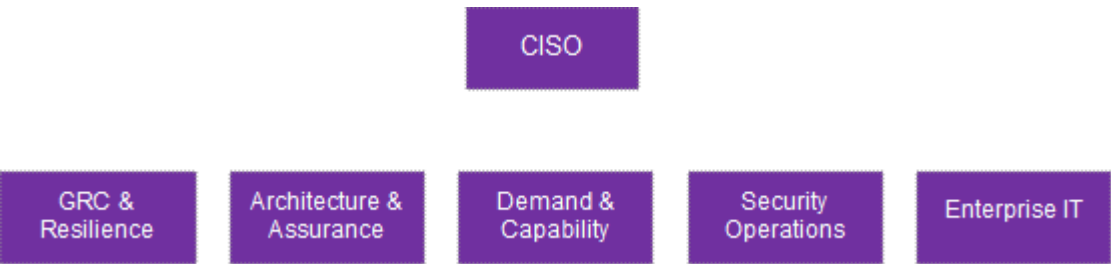 CISO
GRC &
Resilience
Architecture &
Assurance
Demand &
Capability
Security
Operations
Enterprise IT